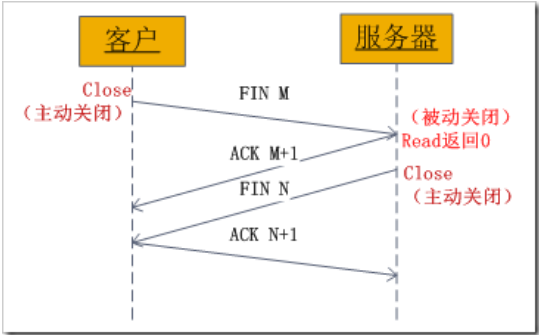 客户
服务器
Close
（主动关闭）
FIN M
（被动关闭）
Read返回0
ACK M+1
FIN N
Close
（主动关闭）
ACK N+1